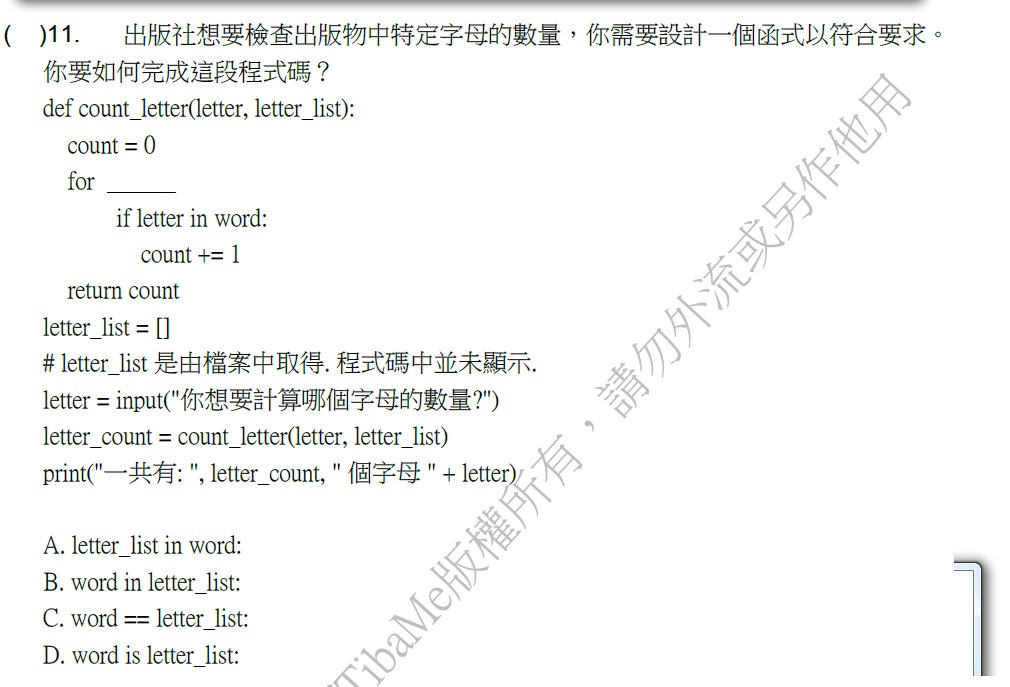 (   )11.   出版社想要檢查出版物中特定字母的數量，你需要設計一個函式以符合要求。
你要如何完成這段程式碼？
def count_letter(letter, letter_list):
count = 0
for ______
if letter in word:
count += 1
return count
letter_list = []
# letter_list 是由檔案中取得. 程式碼中並未顯示.
letter = input("你想要計算哪個字母的數量?")
letter_count = count_letter(letter, letter_list)
print("一共有: ", letter_count, " 個字母 " + letter)
A. letter_list in word:
B. word in letter_list:
C. word == letter_list:
D. word is letter_list:
TibaMe版權所有，請勿外流或另作他用